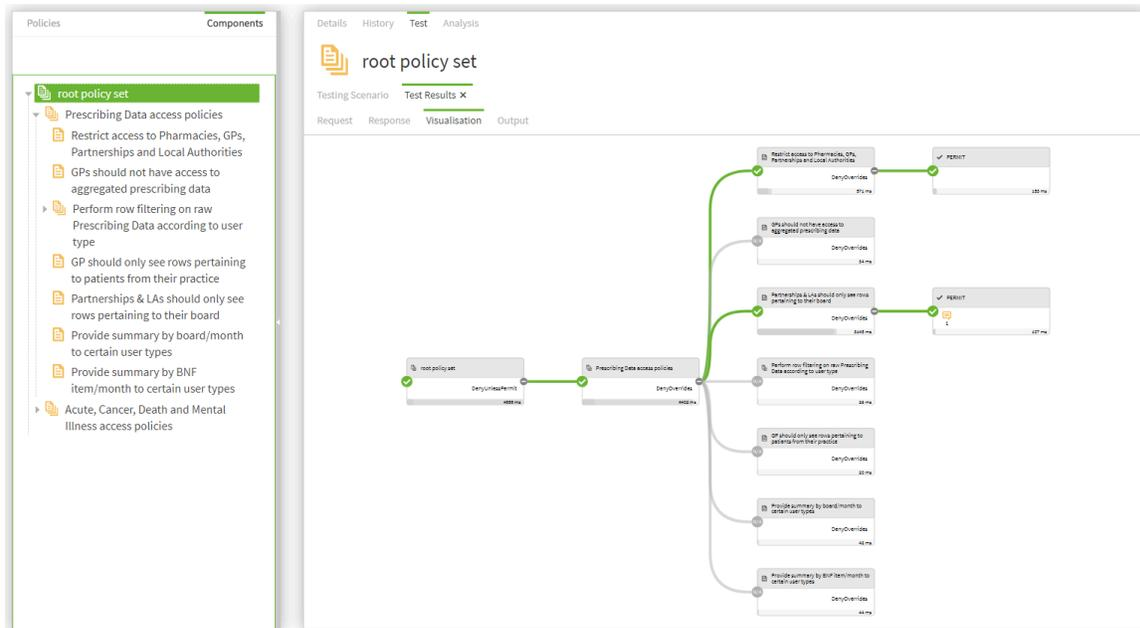 Policies
Components
root policy set
Prescribing Data access policies
Restrict access to Pharmacies, GPs,
Partnerships and Local Authorities
GPs should not have access to
aggregated prescribing data
Perform row filtering on raw
Prescribing Data according to user
type
GP should only see rows pertaining
to patients from their practice
Partnerships & LAs should only see
rows pertaining to their board
Provide summary by board/month
to certain user types
Provide summary by BNF
item/month to certain user types
Acute, Cancer, Death and Mental
Illness access policies
Details
History
Test
Analysis
root policy set
Testing Scenario
Test Results
Request
Response
Visualisation
Output
root policy set
DenyUnlessPermit
Prescribing Data access policies
DenyOverrides
Restrict access to Pharmacies, GPs,
Partnerships and Local Authorities
DenyOverrides
571 ms
PERMIT
GPs should not have access to
aggregated prescribing data
DenyOverrides
Partnerships & LAs should only see rows
pertaining to their board
DenyOverrides
PERMIT
1
Perform row filtering on raw Prescribing
Data according to user type
DenyOverrides
GP should only see rows pertaining to
patients from their practice
DenyOverrides
Provide summary by board/month to
certain user types
DenyOverrides
Provide summary by BNF item/month to
certain user types
DenyOverrides